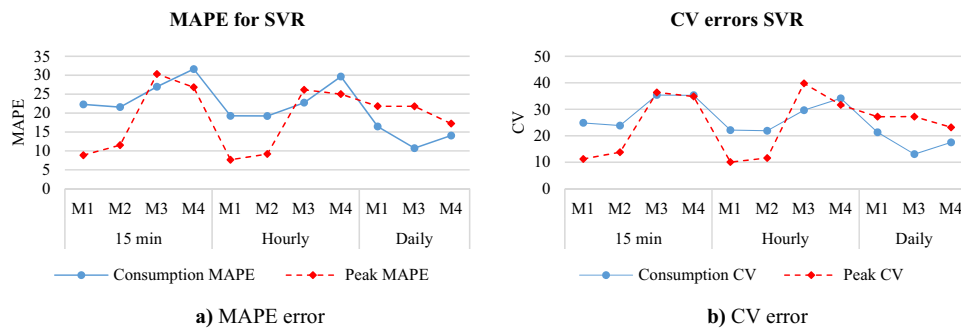 MAPE for SVR
35
30
25
20
15
10
5
0
MAPE
M1 M2 M3 M4 M1 M2 M3 M4 M1 M3 M4
15 min Hourly Daily
Consumption MAPE Peak MAPE
a) MAPE error
CV errors SVR
50
40
30
20
10
0
CV
M1 M2 M3 M4 M1 M2 M3 M4 M1 M3 M4
15 min Hourly Daily
Consumption CV Peak CV
b) CV error